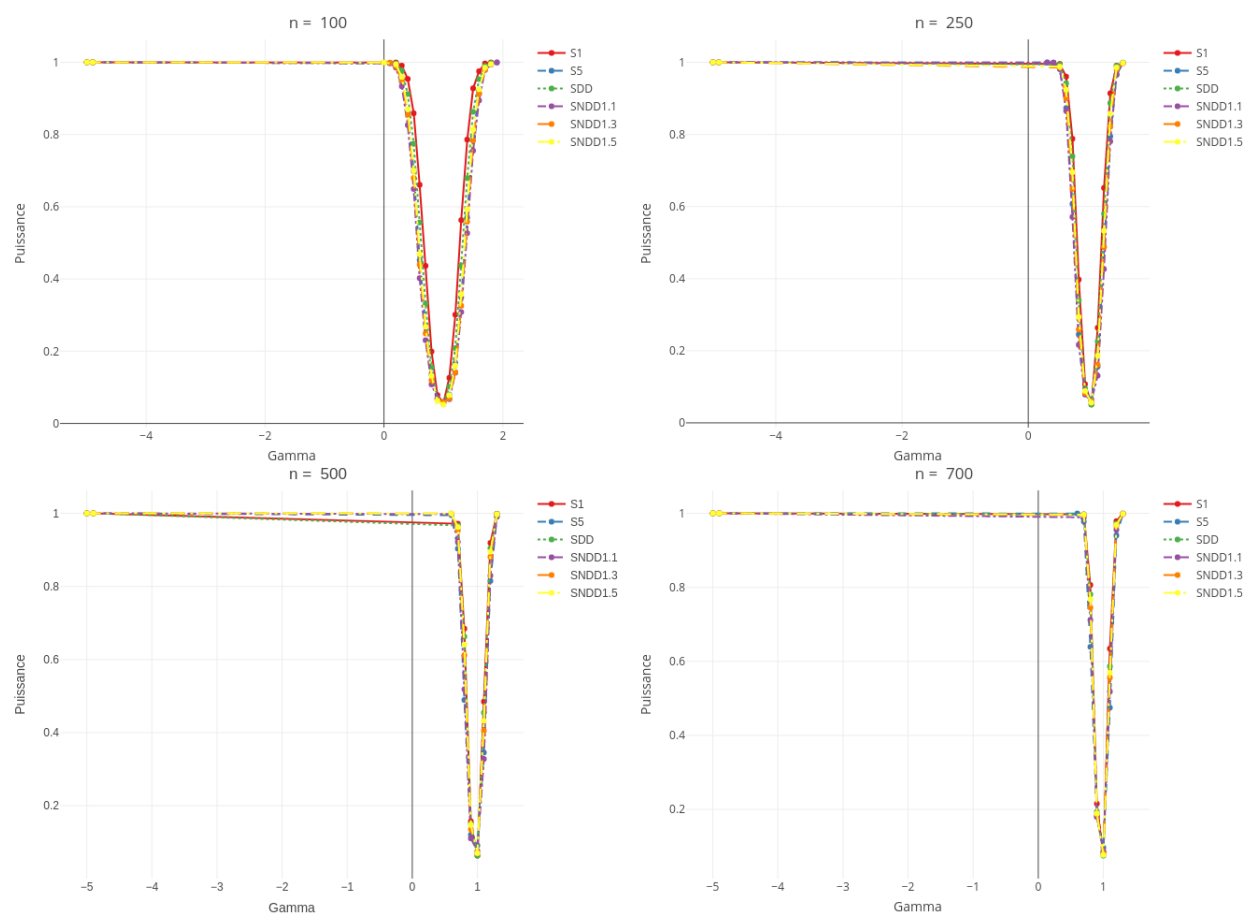 n = 100
S1
S5
SDD
SNDD1.1
SNDD1.3
SNDD1.5
1
0.8
0.6
0.4
0.2
0
Puissance
−4
−2
0
2
Gamma
n = 250
S1
S5
SDD
SNDD1.1
SNDD1.3
SNDD1.5
1
0.8
0.6
0.4
0.2
0
Puissance
−4
−2
0
Gamma
n = 500
S1
S5
SDD
SNDD1.1
SNDD1.3
SNDD1.5
1
0.8
0.6
0.4
0.2
Puissance
−5
−4
−3
−2
−1
0
1
Gamma
n = 700
S1
S5
SDD
SNDD1.1
SNDD1.3
SNDD1.5
1
0.8
0.6
0.4
0.2
Puissance
−5
−4
−3
−2
−1
0
1
Gamma